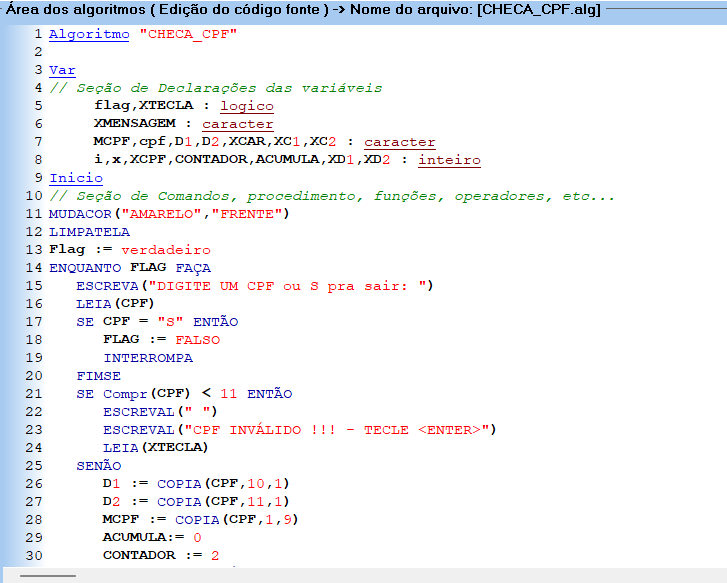 Área dos algoritmos ( Edição do código fonte ) -> Nome do arquivo: [CHECA_CPF.alg]
1 Algoritmo "CHECA_CPF"
2
3 Var
4 // Seção de Declarações das variáveis
5 flag,XTECLA : logico
6 XMENSAGEM : caracter
7 MCPF,cpf,D1,D2,XCAR,XC1,XC2 : caracter
8 i,x,XCPF,CONTADOR,ACUMULA,XD1,XD2 : inteiro
9 Inicio
10 // Seção de Comandos, procedimento, funções, operadores, etc...
11 MUDACOR("AMARELO","FRENTE")
12 LIMPATELA
13 Flag := verdadeiro
14 ENQUANTO FLAG FAÇA
15 ESCREVA("DIGITE UM CPF ou S pra sair: ")
16 LEIA(CPF)
17 SE CPF = "S" ENTÃO
18 FLAG := FALSO
19 INTERROMPA
20 FIMSE
21 SE Compr(CPF) < 11 ENTÃO
22 ESCREVAL(" ")
23 ESCREVAL("CPF INVÁLIDO !!! - TECLE <ENTER>")
24 LEIA(XTECLA)
25 SENÃO
26 D1 := COPIA(CPF,10,1)
27 D2 := COPIA(CPF,11,1)
28 MCPF := COPIA(CPF,1,9)
29 ACUMULA:= 0
30 CONTADOR := 2